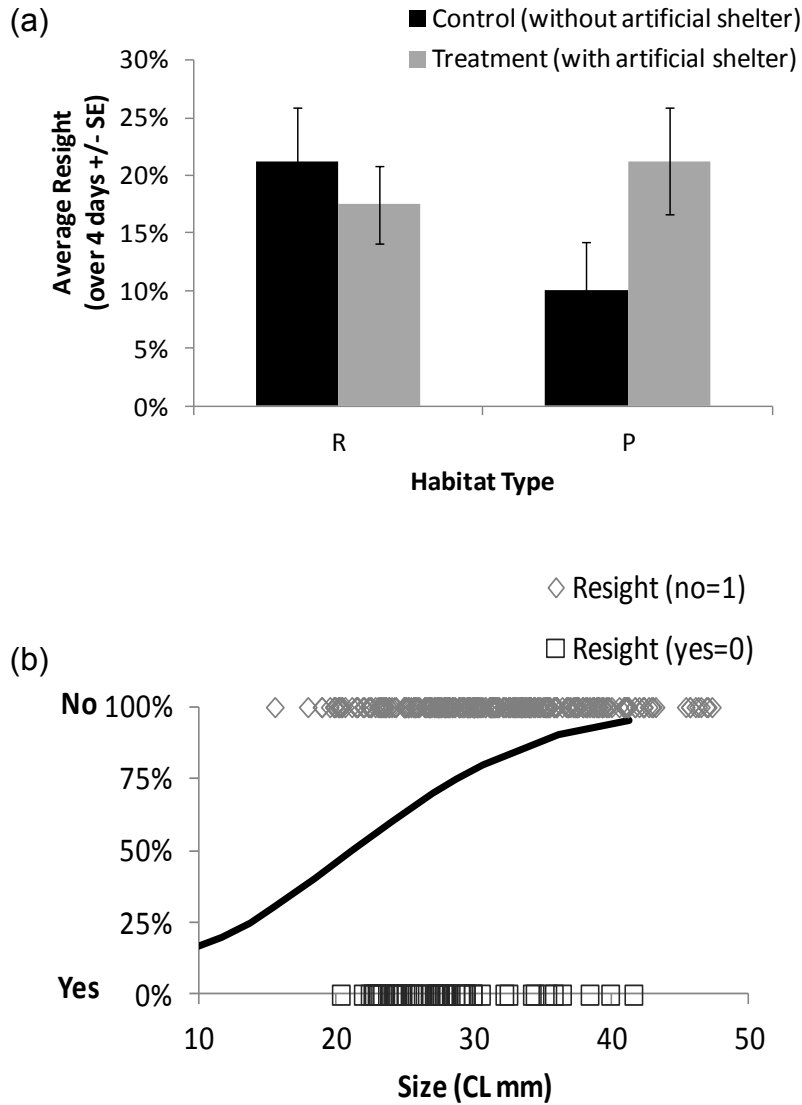 (a)
■ Control (without artificial shelter)
■ Treatment (with artificial shelter)
Average Resight
(over 4 days +/- SE)
30%
25%
20%
15%
10%
5%
0%
R P
Habitat Type
◇ Resight (no=1)
□ Resight (yes=0)
(b)
No 100%
75%
50%
25%
Yes 0%
10 20 30 40 50
Size (CL mm)